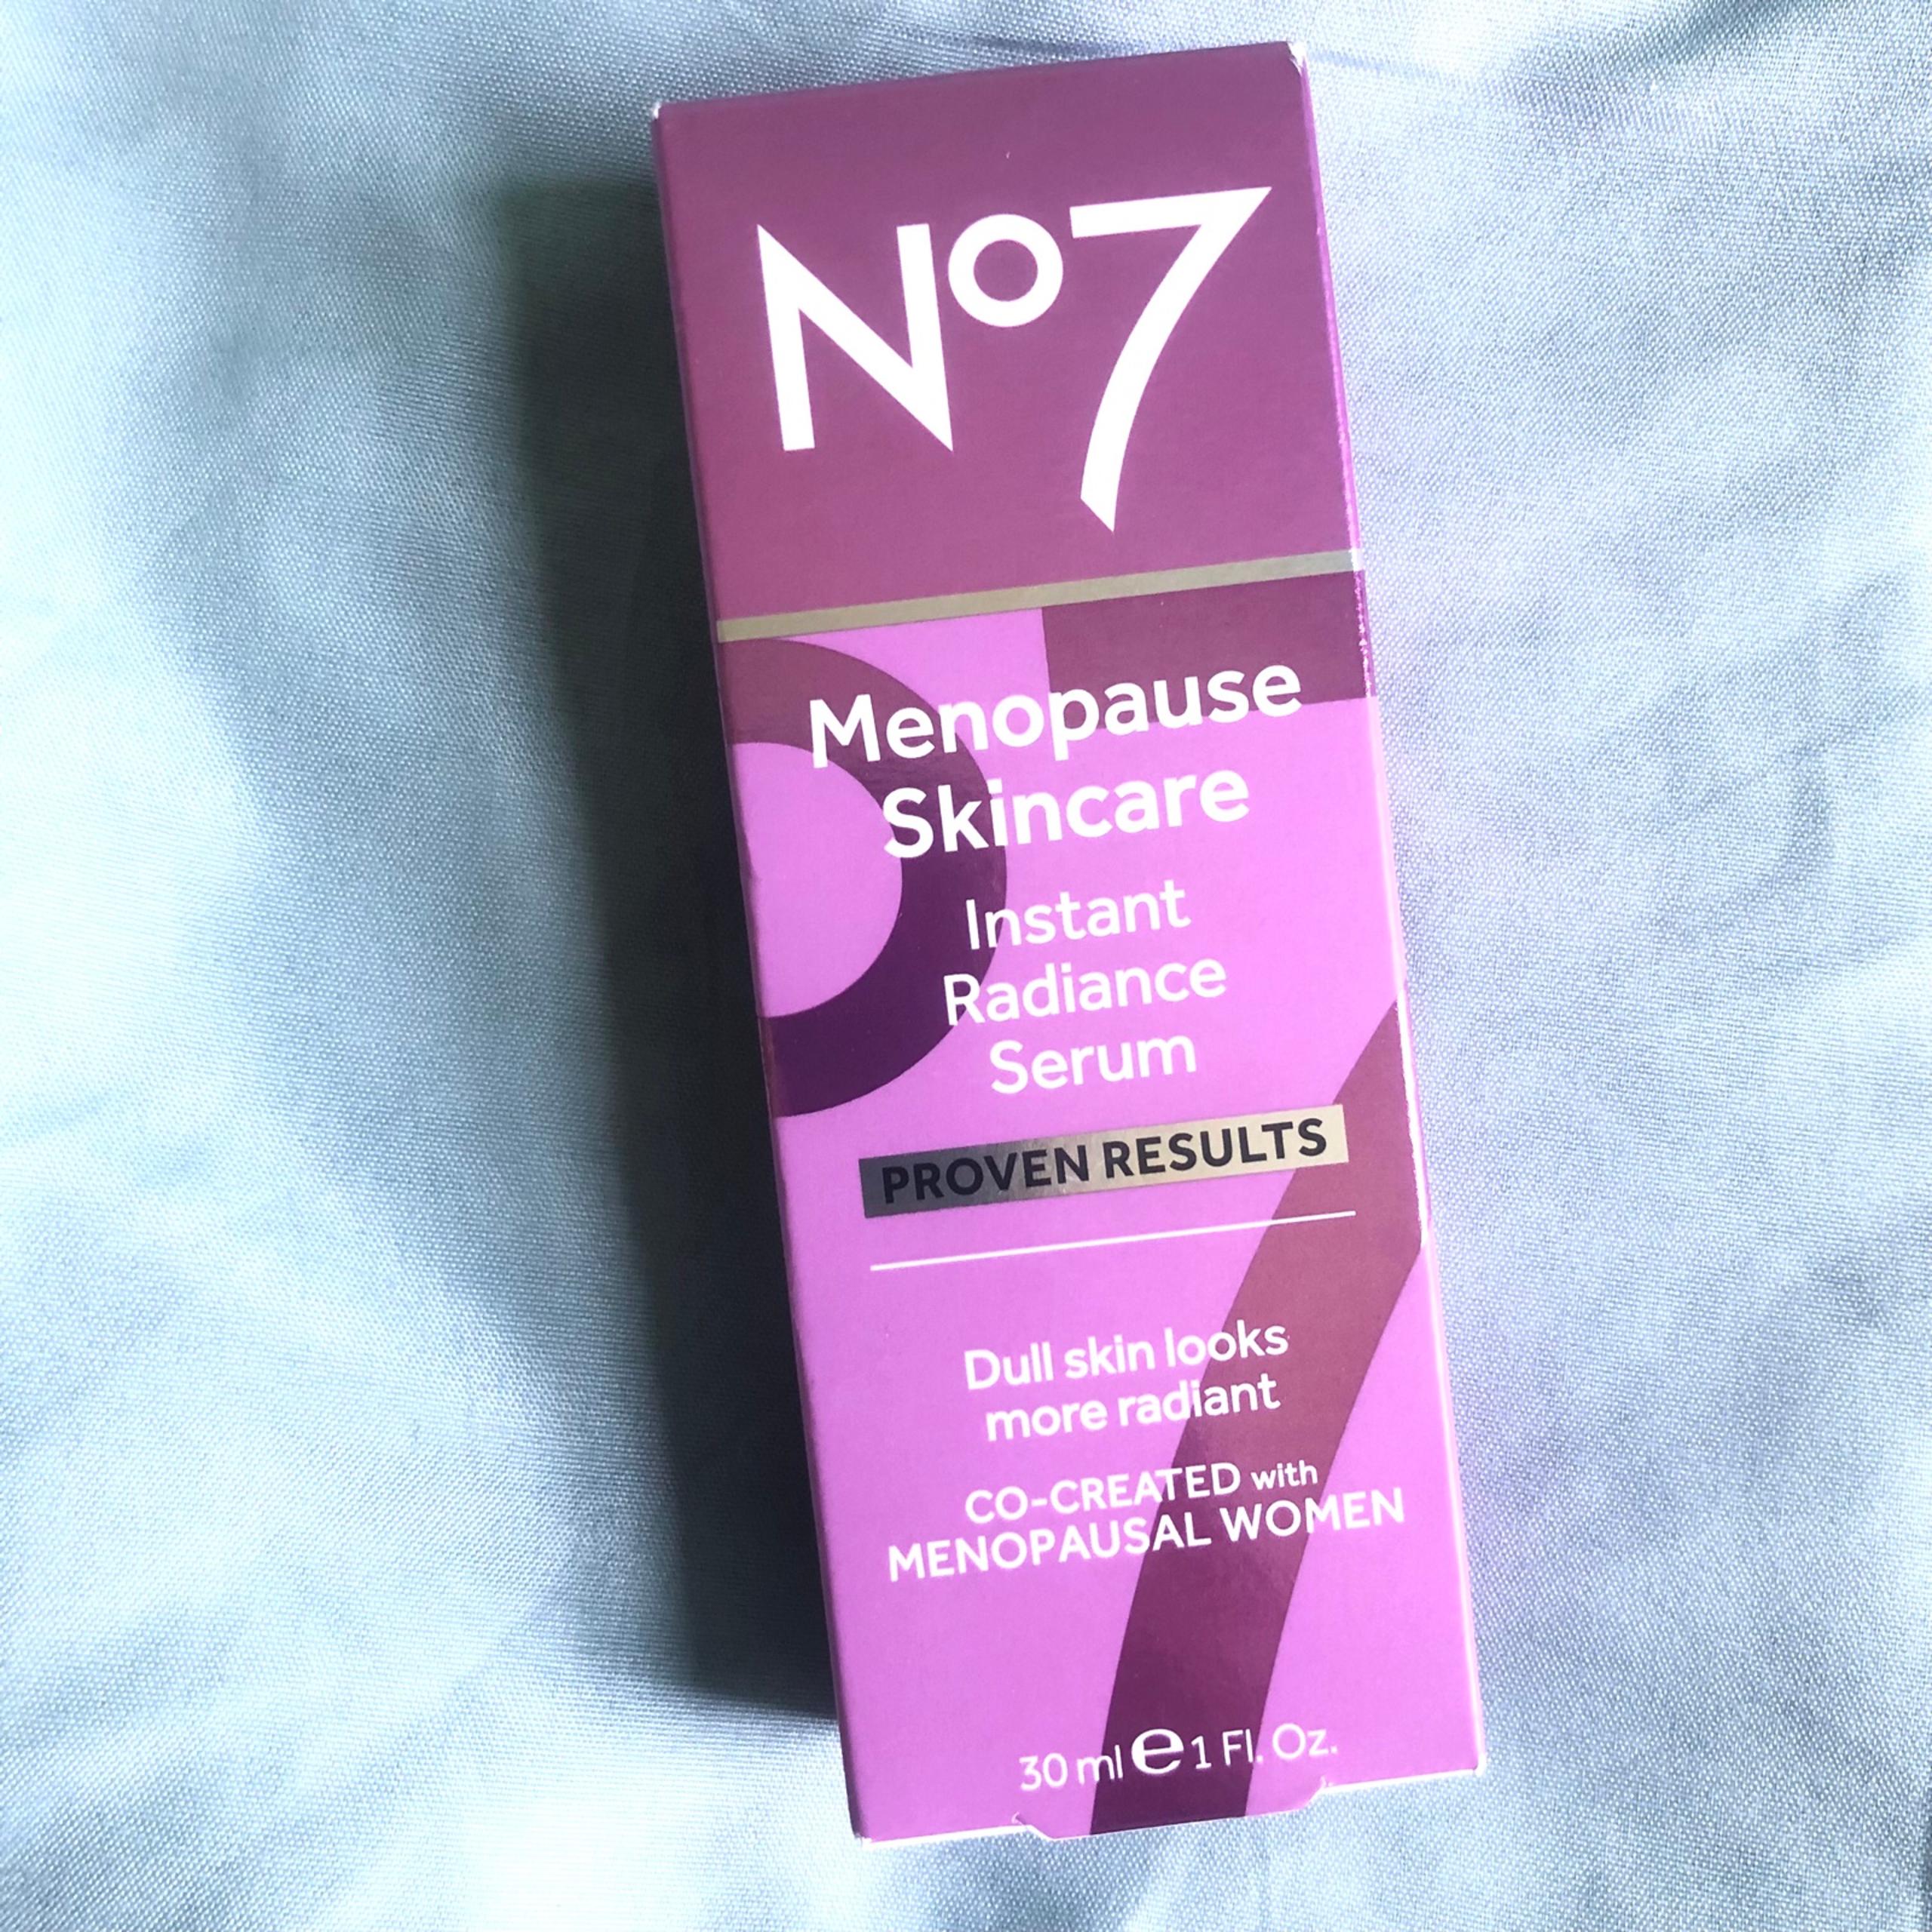 No7
Menopause
Skincare
Instant
Radiance
Serum
PROVEN RESULTS
Dull skin looks
more radiant
CO-CREATED with
MENOPAUSAL WOMEN
30 ml ℮ 1 Fl. Oz.